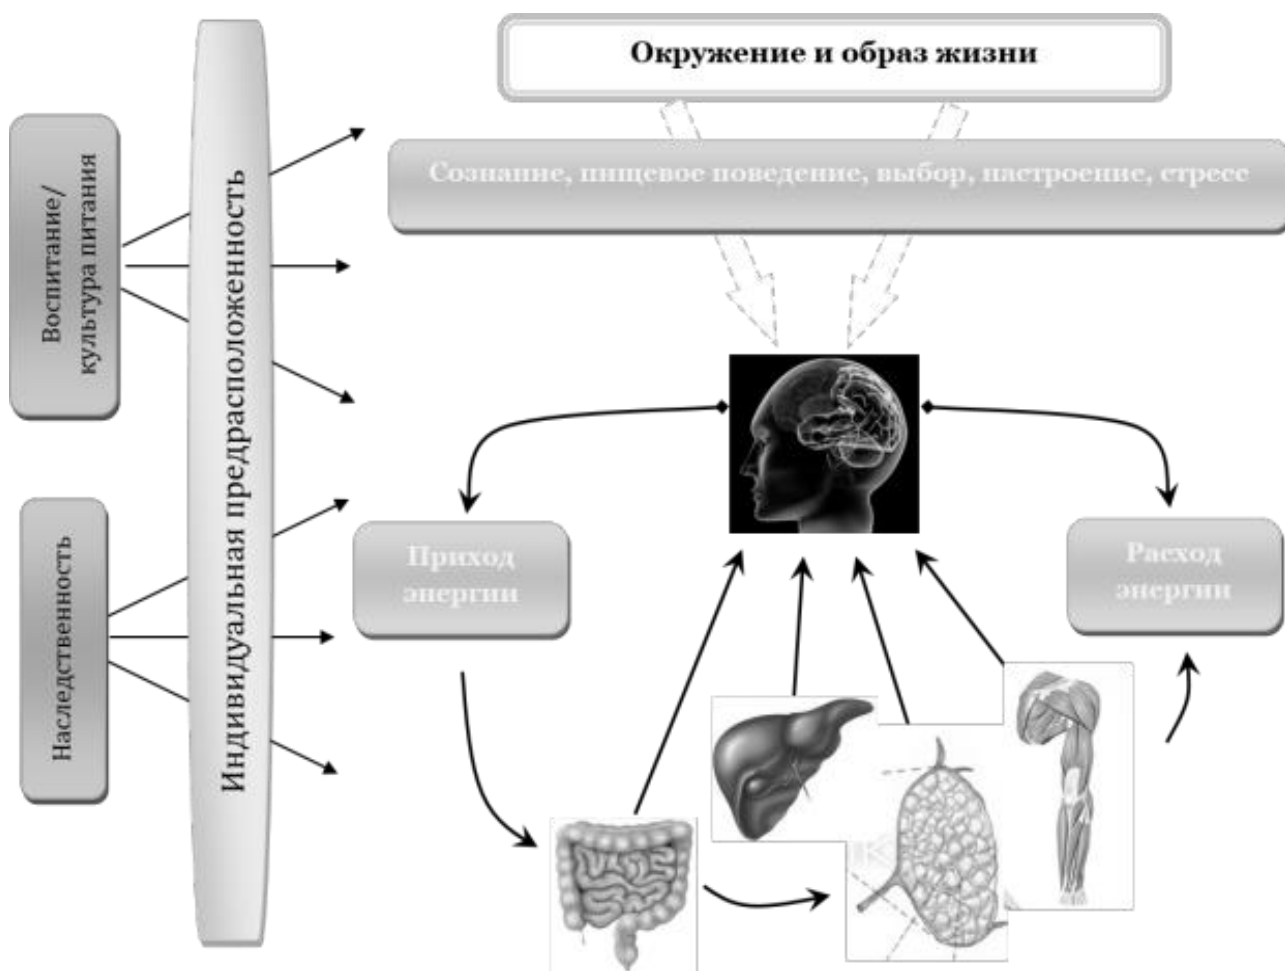 Окружение и образ жизни
Сознание, пищевое поведение, выбор, настроение, стресс
Воспитание/
культура питания
Индивидуальная предрасположенность
Наследственность
Приход
энергии
Расход
энергии